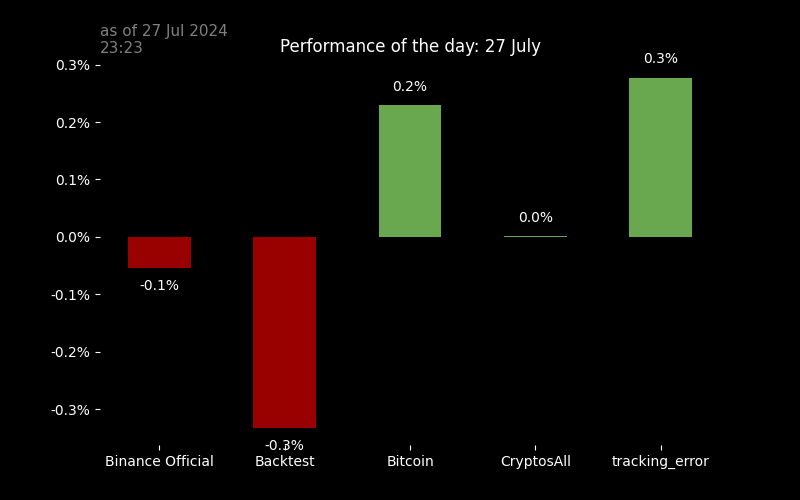 as of 27 Jul 2024
23:23
Performance of the day: 27 July
0.3%
0.2%
0.1%
0.0%
-0.1%
-0.2%
-0.3%
-0.1%
-0.3%
0.2%
0.0%
0.3%
Binance Official
Backtest
Bitcoin
CryptosAll
tracking_error